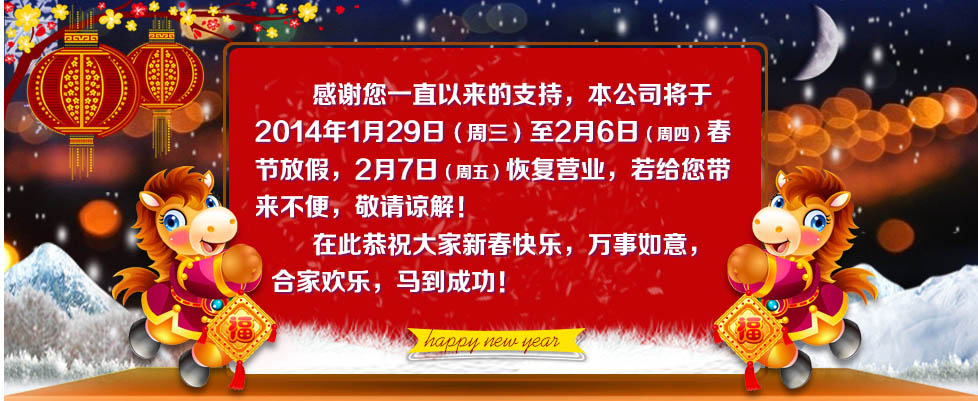 感谢您一直以来的支持，本公司将于
2014年1月29日（周三）至2月6日（周四）春
节放假，2月7日（周五）恢复营业，若给您带
来不便，敬请谅解！
在此恭祝大家新春快乐，万事如意，
合家欢乐，马到成功！
福
福
happy new year